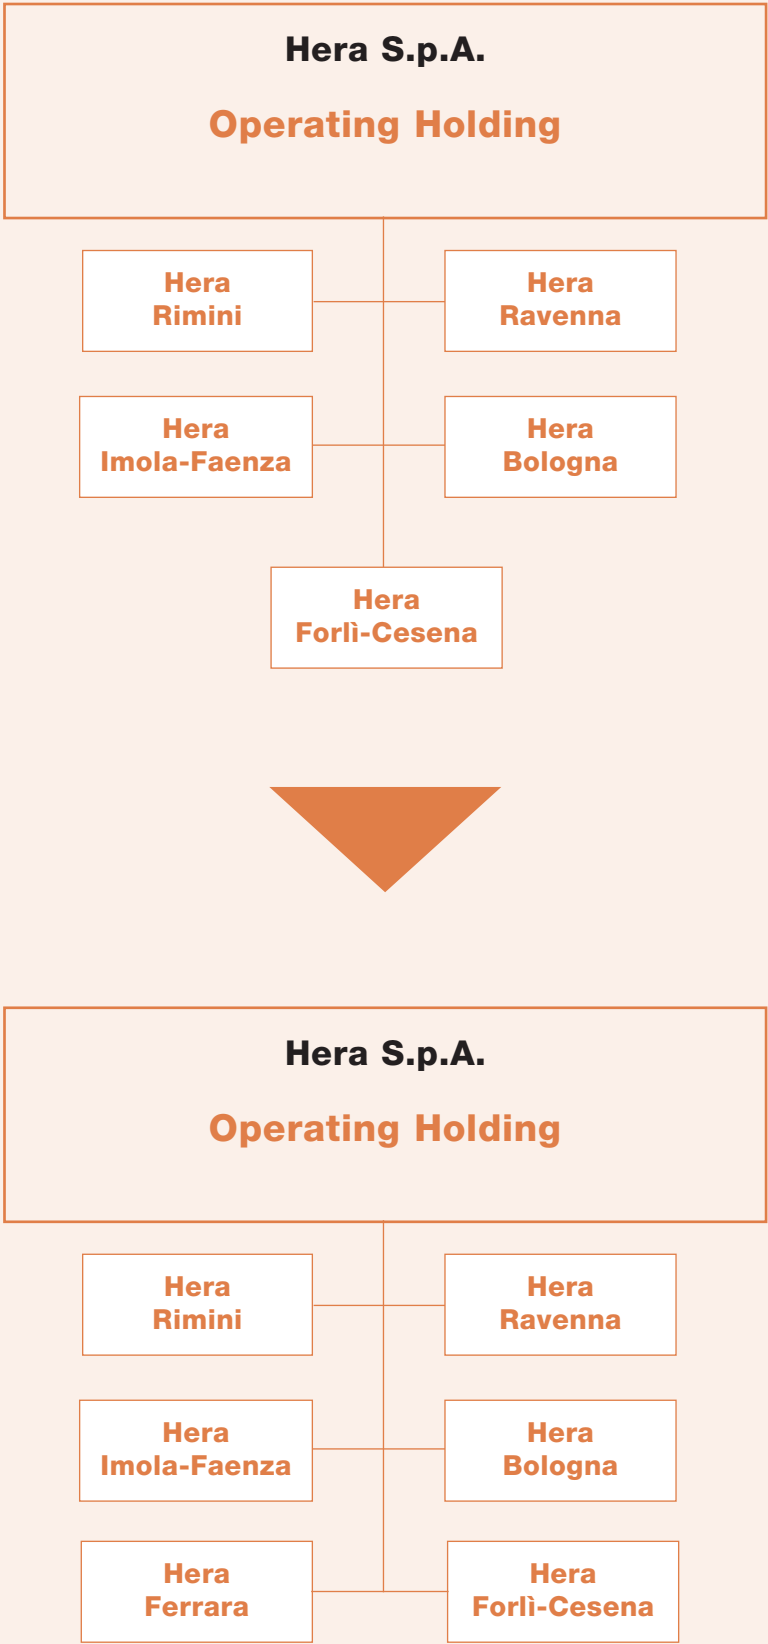 Hera S.p.A.
Operating Holding
Hera
Rimini
Hera
Ravenna
Hera
Imola-Faenza
Hera
Bologna
Hera
Forlì-Cesena
Hera S.p.A.
Operating Holding
Hera
Rimini
Hera
Ravenna
Hera
Imola-Faenza
Hera
Bologna
Hera
Ferrara
Hera
Forlì-Cesena